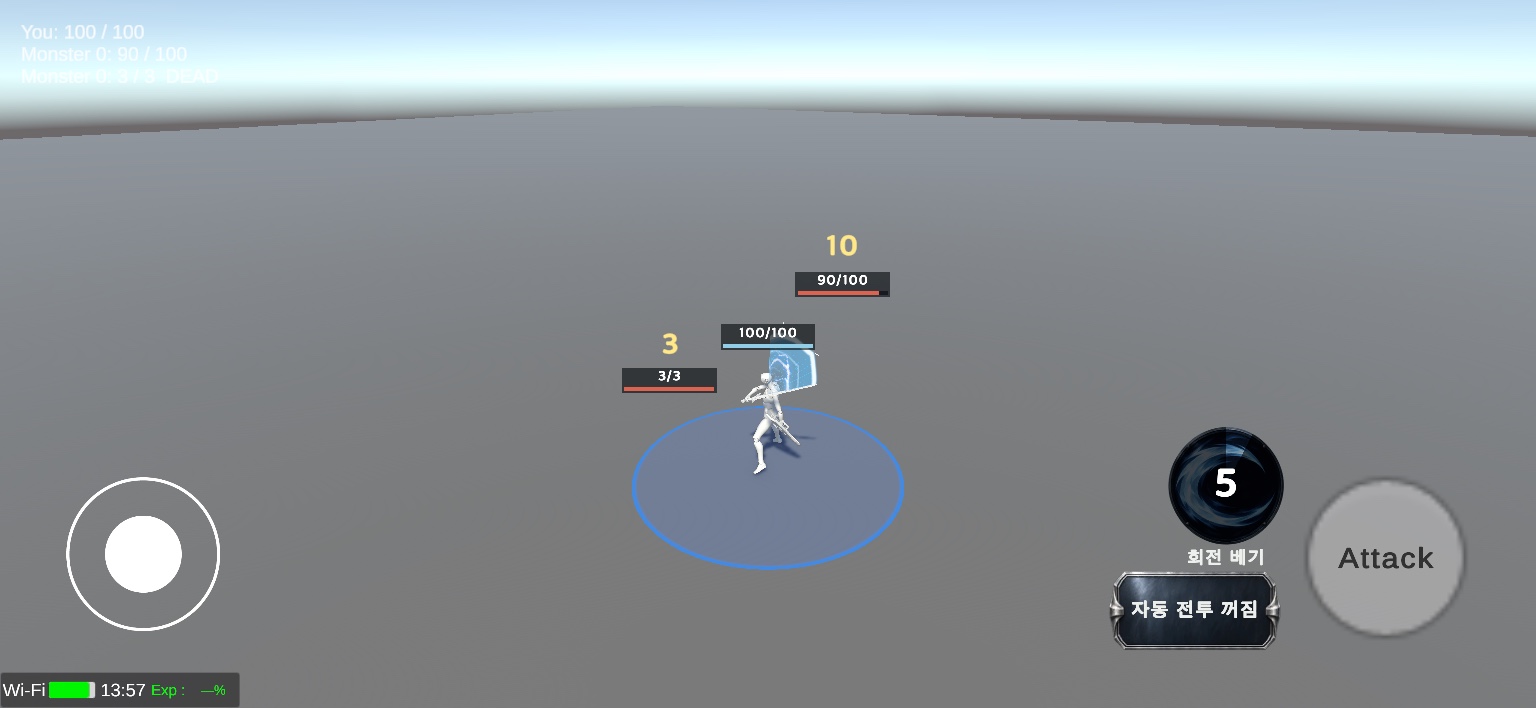 You: 100 / 100
Monster 0: 90 / 100
Monster 0: 3 / 3 DEAD
10
90/100
100/100
3
3/3
5
회전 베기
Attack
자동 전투 꺼짐
Wi-Fi 13:57 Exp : —%